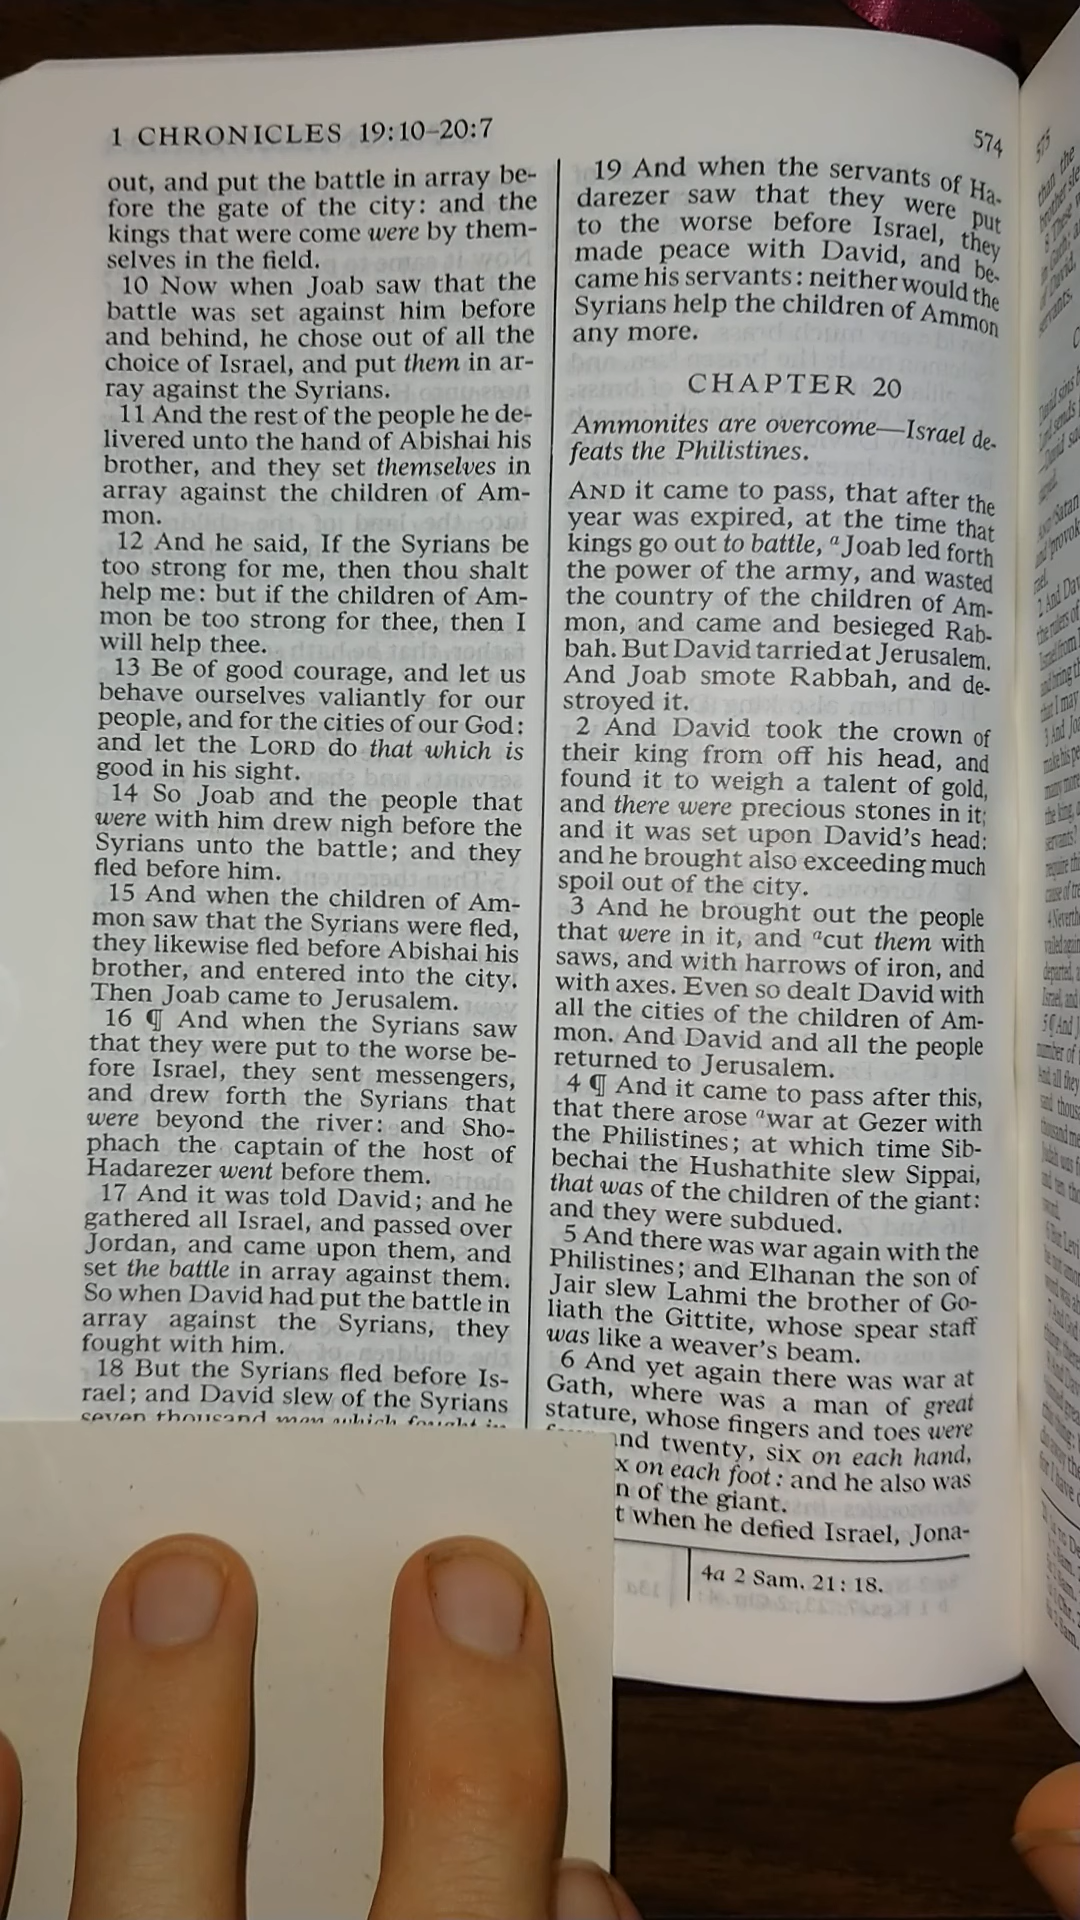 1 CHRONICLES 19:10–20:7
574
out, and put the battle in array be-
fore the gate of the city: and the
kings that were come were by them-
selves in the field.
10 Now when Joab saw that the
battle was set against him before
and behind, he chose out of all the
choice of Israel, and put them in ar-
ray against the Syrians.
11 And the rest of the people he de-
livered unto the hand of Abishai his
brother, and they set themselves in
array against the children of Am-
mon.
12 And he said, If the Syrians be
too strong for me, then thou shalt
help me: but if the children of Am-
mon be too strong for thee, then I
will help thee.
13 Be of good courage, and let us
behave ourselves valiantly for our
people, and for the cities of our God:
and let the LORD do that which is
good in his sight.
14 So Joab and the people that
were with him drew nigh before the
Syrians unto the battle; and they
fled before him.
15 And when the children of Am-
mon saw that the Syrians were fled,
they likewise fled before Abishai his
brother, and entered into the city.
Then Joab came to Jerusalem.
16 ¶ And when the Syrians saw
that they were put to the worse be-
fore Israel, they sent messengers,
and drew forth the Syrians that
were beyond the river: and Sho-
phach the captain of the host of
Hadarezer went before them.
17 And it was told David; and he
gathered all Israel, and passed over
Jordan, and came upon them, and
set the battle in array against them.
So when David had put the battle in
array against the Syrians, they
fought with him.
18 But the Syrians fled before Is-
rael; and David slew of the Syrians
seven thousand men which fought in
19 And when the servants of Ha-
darezer saw that they were put
to the worse before Israel, they
made peace with David, and be-
came his servants: neither would the
Syrians help the children of Ammon
any more.
CHAPTER 20
Ammonites are overcome—Israel de-
feats the Philistines.
AND it came to pass, that after the
year was expired, at the time that
kings go out to battle, a Joab led forth
the power of the army, and wasted
the country of the children of Am-
mon, and came and besieged Rab-
bah. But David tarried at Jerusalem.
And Joab smote Rabbah, and de-
stroyed it.
2 And David took the crown of
their king from off his head, and
found it to weigh a talent of gold,
and there were precious stones in it;
and it was set upon David's head:
and he brought also exceeding much
spoil out of the city.
3 And he brought out the people
that were in it, and acut them with
saws, and with harrows of iron, and
with axes. Even so dealt David with
all the cities of the children of Am-
mon. And David and all the people
returned to Jerusalem.
4 ¶ And it came to pass after this,
that there arose awar at Gezer with
the Philistines; at which time Sib-
bechai the Hushathite slew Sippai,
that was of the children of the giant:
and they were subdued.
5 And there was war again with the
Philistines; and Elhanan the son of
Jair slew Lahmi the brother of Go-
liath the Gittite, whose spear staff
was like a weaver's beam.
6 And yet again there was war at
Gath, where was a man of great
stature, whose fingers and toes were
and twenty, six on each hand,
on each foot: and he also was
of the giant.
when he defied Israel, Jona-
4a 2 Sam. 21: 18.